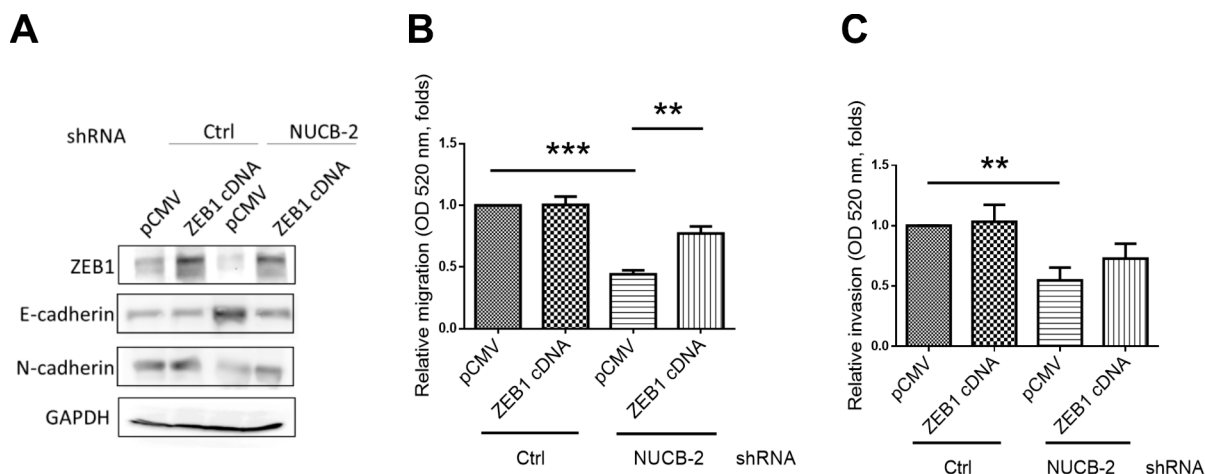 A
shRNA Ctrl NUCB-2
pCMV ZEB1 cDNA pCMV ZEB1 cDNA
ZEB1
E-cadherin
N-cadherin
GAPDH
B
Relative migration (OD 520 nm, folds)
1.5
1.0
0.5
0.0
***
**
pCMV ZEB1 cDNA pCMV ZEB1 cDNA
Ctrl NUCB-2 shRNA
C
Relative invasion (OD 520 nm, folds)
1.5
1.0
0.5
0.0
**
pCMV ZEB1 cDNA pCMV ZEB1 cDNA
Ctrl NUCB-2 shRNA